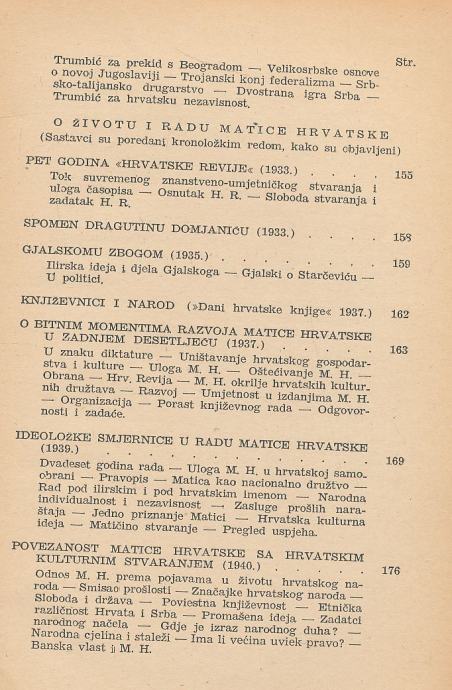 Str.
Trumbić za prekid s Beogradom — Velikosrbske osnove
o novoj Jugoslaviji — Trojanski konj federalizma — Srb-
sko-talijansko drugarstvo — Dvostrana igra Srba —
Trumbić za hrvatsku nezavisnost.
O ŽIVOTU I RADU MATICE HRVATSKE
(Sastavci su poredani kronoložkim redom, kako su objavljeni)
PET GODINA «HRVATSKE REVIJE« (1933.) . . . . 155
Tok suvremenog znanstveno-umjetničkog stvaranja i
uloga časopisa — Osnutak H. R. — Sloboda stvaranja i
zadatak H. R.
SPOMEN DRAGUTINU DOMJANIĆU (1933.) . . . . 158
GJALSKOMU ZBOGOM (1935.) . . . . . . . 159
Ilirska ideja i djela Gjalskoga — Gjalski o Starčeviću —
U politici,
KNJIŽEVNICI I NAROD (»Dani hrvatske knjige« 1937.) 162
O BITNIM MOMENTIMA RAZVOJA MATICE HRVATSKE
U ZADNJEM DESETLJEĆU (1937.) . . . . . 163
U znaku diktature — Uništavanje hrvatskog gospodar-
stva i kulture — Uloga M. H. — Oštećivanje M. H. —
Obrana — Hrv. Revija — M. H. okrilje hrvatskih kultur-
nih družtava — Razvoj — Umjetnost u izdanjima M. H.
— Organizacija — Porast književnog rada — Odgovor-
nosti i zadaće.
IDEOLOŽKE SMJERNICE U RADU MATICE HRVATSKE
(1939.) . . . . . . . . . . . . 169
Dvadeset godina rada — Uloga M. H. u hrvatskoj samo-
obrani — Pravopis — Matica kao nacionalno družtvo —
Rad pod ilirskim i pod hrvatskim imenom — Narodna
individualnost i nezavisnost — Zasluge prošlih nara-
štaja — Jedno priznanje Matici — Hrvatska kulturna
ideja — Matičino stvaranje — Pregled uspjeha.
POVEZANOST MATICE HRVATSKE SA HRVATSKIM
KULTURNIM STVARANJEM (1940.) . . . . . 176
Odnos M. H. prema pojavama u životu hrvatskog na-
roda — Smisao prošlosti — Značajke hrvatskog naroda —
Sloboda i država — Poviestna književnost — Etnička
različnost Hrvata i Srba — Promašena ideja — Zadatci
narodnog načela — Gdje je izraz narodnog duha? —
Narodna cjelina i staleži — Ima li većina uviek pravo? —
Banska vlast i M. H.